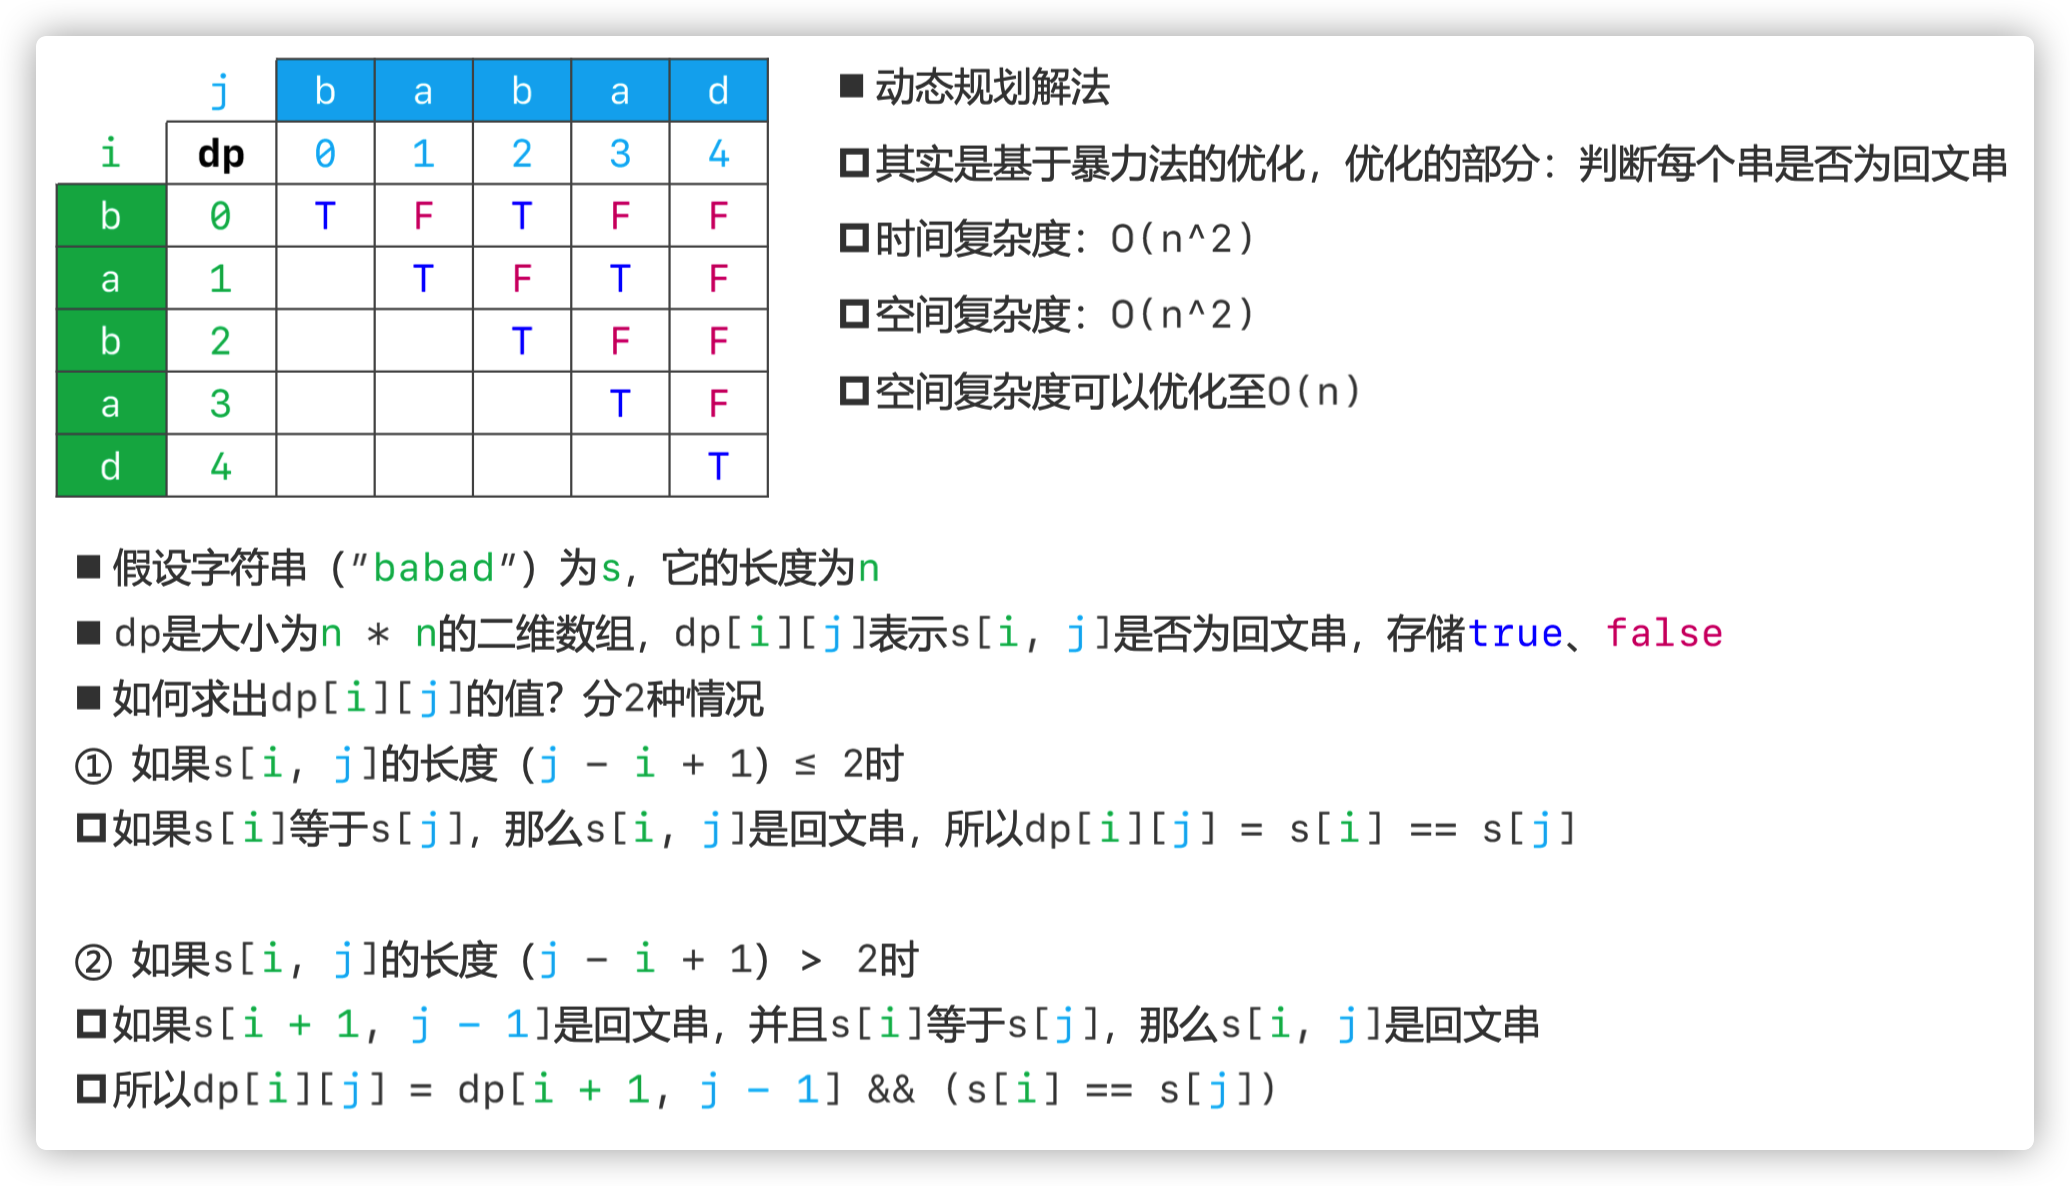 j b a b a d
i dp 0 1 2 3 4
b 0 T F T F F
a 1 T F T F
b 2 T F F
a 3 T F
d 4 T
动态规划解法
其实是基于暴力法的优化，优化的部分：判断每个串是否为回文串
时间复杂度：O(n^2)
空间复杂度：O(n^2)
空间复杂度可以优化至O(n)
假设字符串（"babad"）为s，它的长度为n
dp是大小为n * n的二维数组，dp[i][j]表示s[i, j]是否为回文串，存储true、false
如何求出dp[i][j]的值？分2种情况
① 如果s[i, j]的长度（j - i + 1）≤ 2时
如果s[i]等于s[j]，那么s[i, j]是回文串，所以dp[i][j] = s[i] == s[j]
② 如果s[i, j]的长度（j - i + 1）> 2时
如果s[i + 1, j - 1]是回文串，并且s[i]等于s[j]，那么s[i, j]是回文串
所以dp[i][j] = dp[i + 1, j - 1] && (s[i] == s[j])